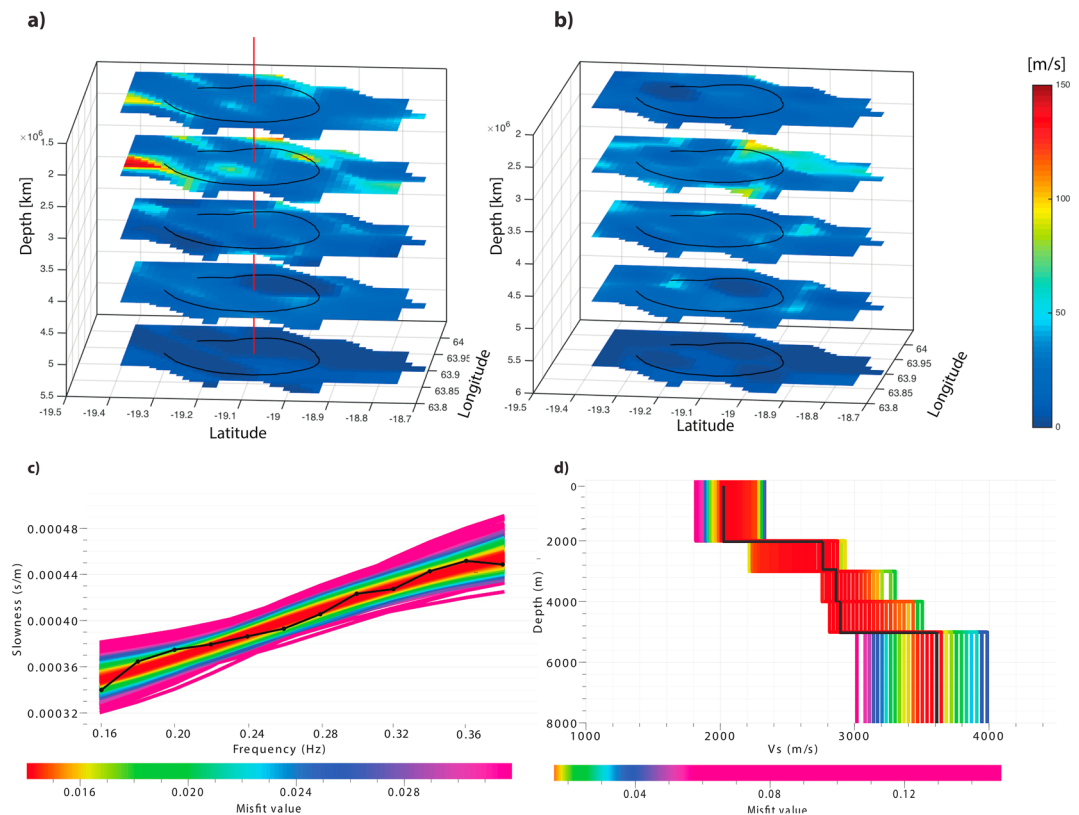 a)
b)
[m/s]
150
100
50
0
×10⁶
1.5
2
2.5
3
3.5
4
4.5
5
5.5
Depth [km]
-19.5
-19.4
-19.3
-19.2
-19.1
-19
-18.9
-18.8
-18.7
Latitude
64
63.95
63.9
63.85
63.8
Longitude
×10⁶
2
2.5
3
3.5
4
4.5
5
5.5
6
Depth [km]
-19.5
-19.4
-19.3
-19.2
-19.1
-19
-18.9
-18.8
-18.7
Latitude
64
63.95
63.9
63.85
63.8
Longitude
c)
0.00048
0.00044
0.00040
0.00036
0.00032
Slowness (s/m)
0.16 0.20 0.24 0.28 0.32 0.36
Frequency (Hz)
0.016 0.020 0.024 0.028
Misfit value
d)
0
2000
4000
6000
8000
Depth (m)
1000 2000 3000 4000
Vs (m/s)
0.04 0.08 0.12
Misfit value